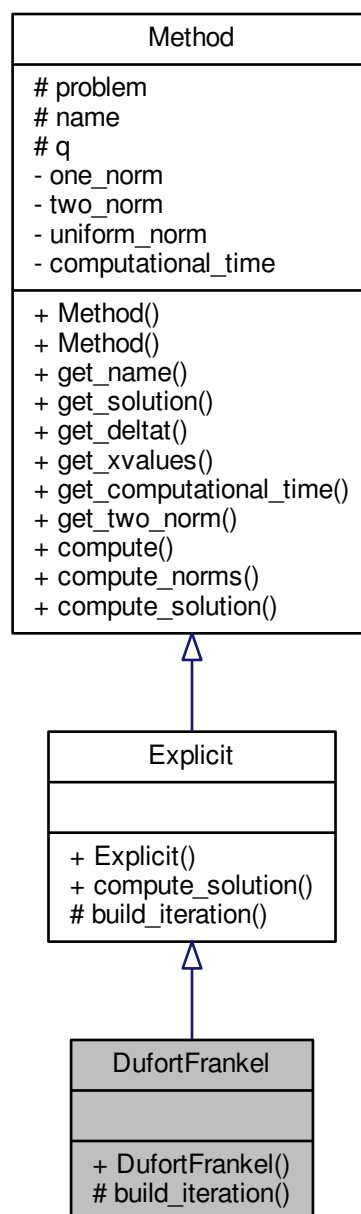 Method
# problem
# name
# q
- one_norm
- two_norm
- uniform_norm
- computational_time
+ Method()
+ Method()
+ get_name()
+ get_solution()
+ get_deltat()
+ get_xvalues()
+ get_computational_time()
+ get_two_norm()
+ compute()
+ compute_norms()
+ compute_solution()
Explicit
+ Explicit()
+ compute_solution()
# build_iteration()
DufortFrankel
+ DufortFrankel()
# build_iteration()